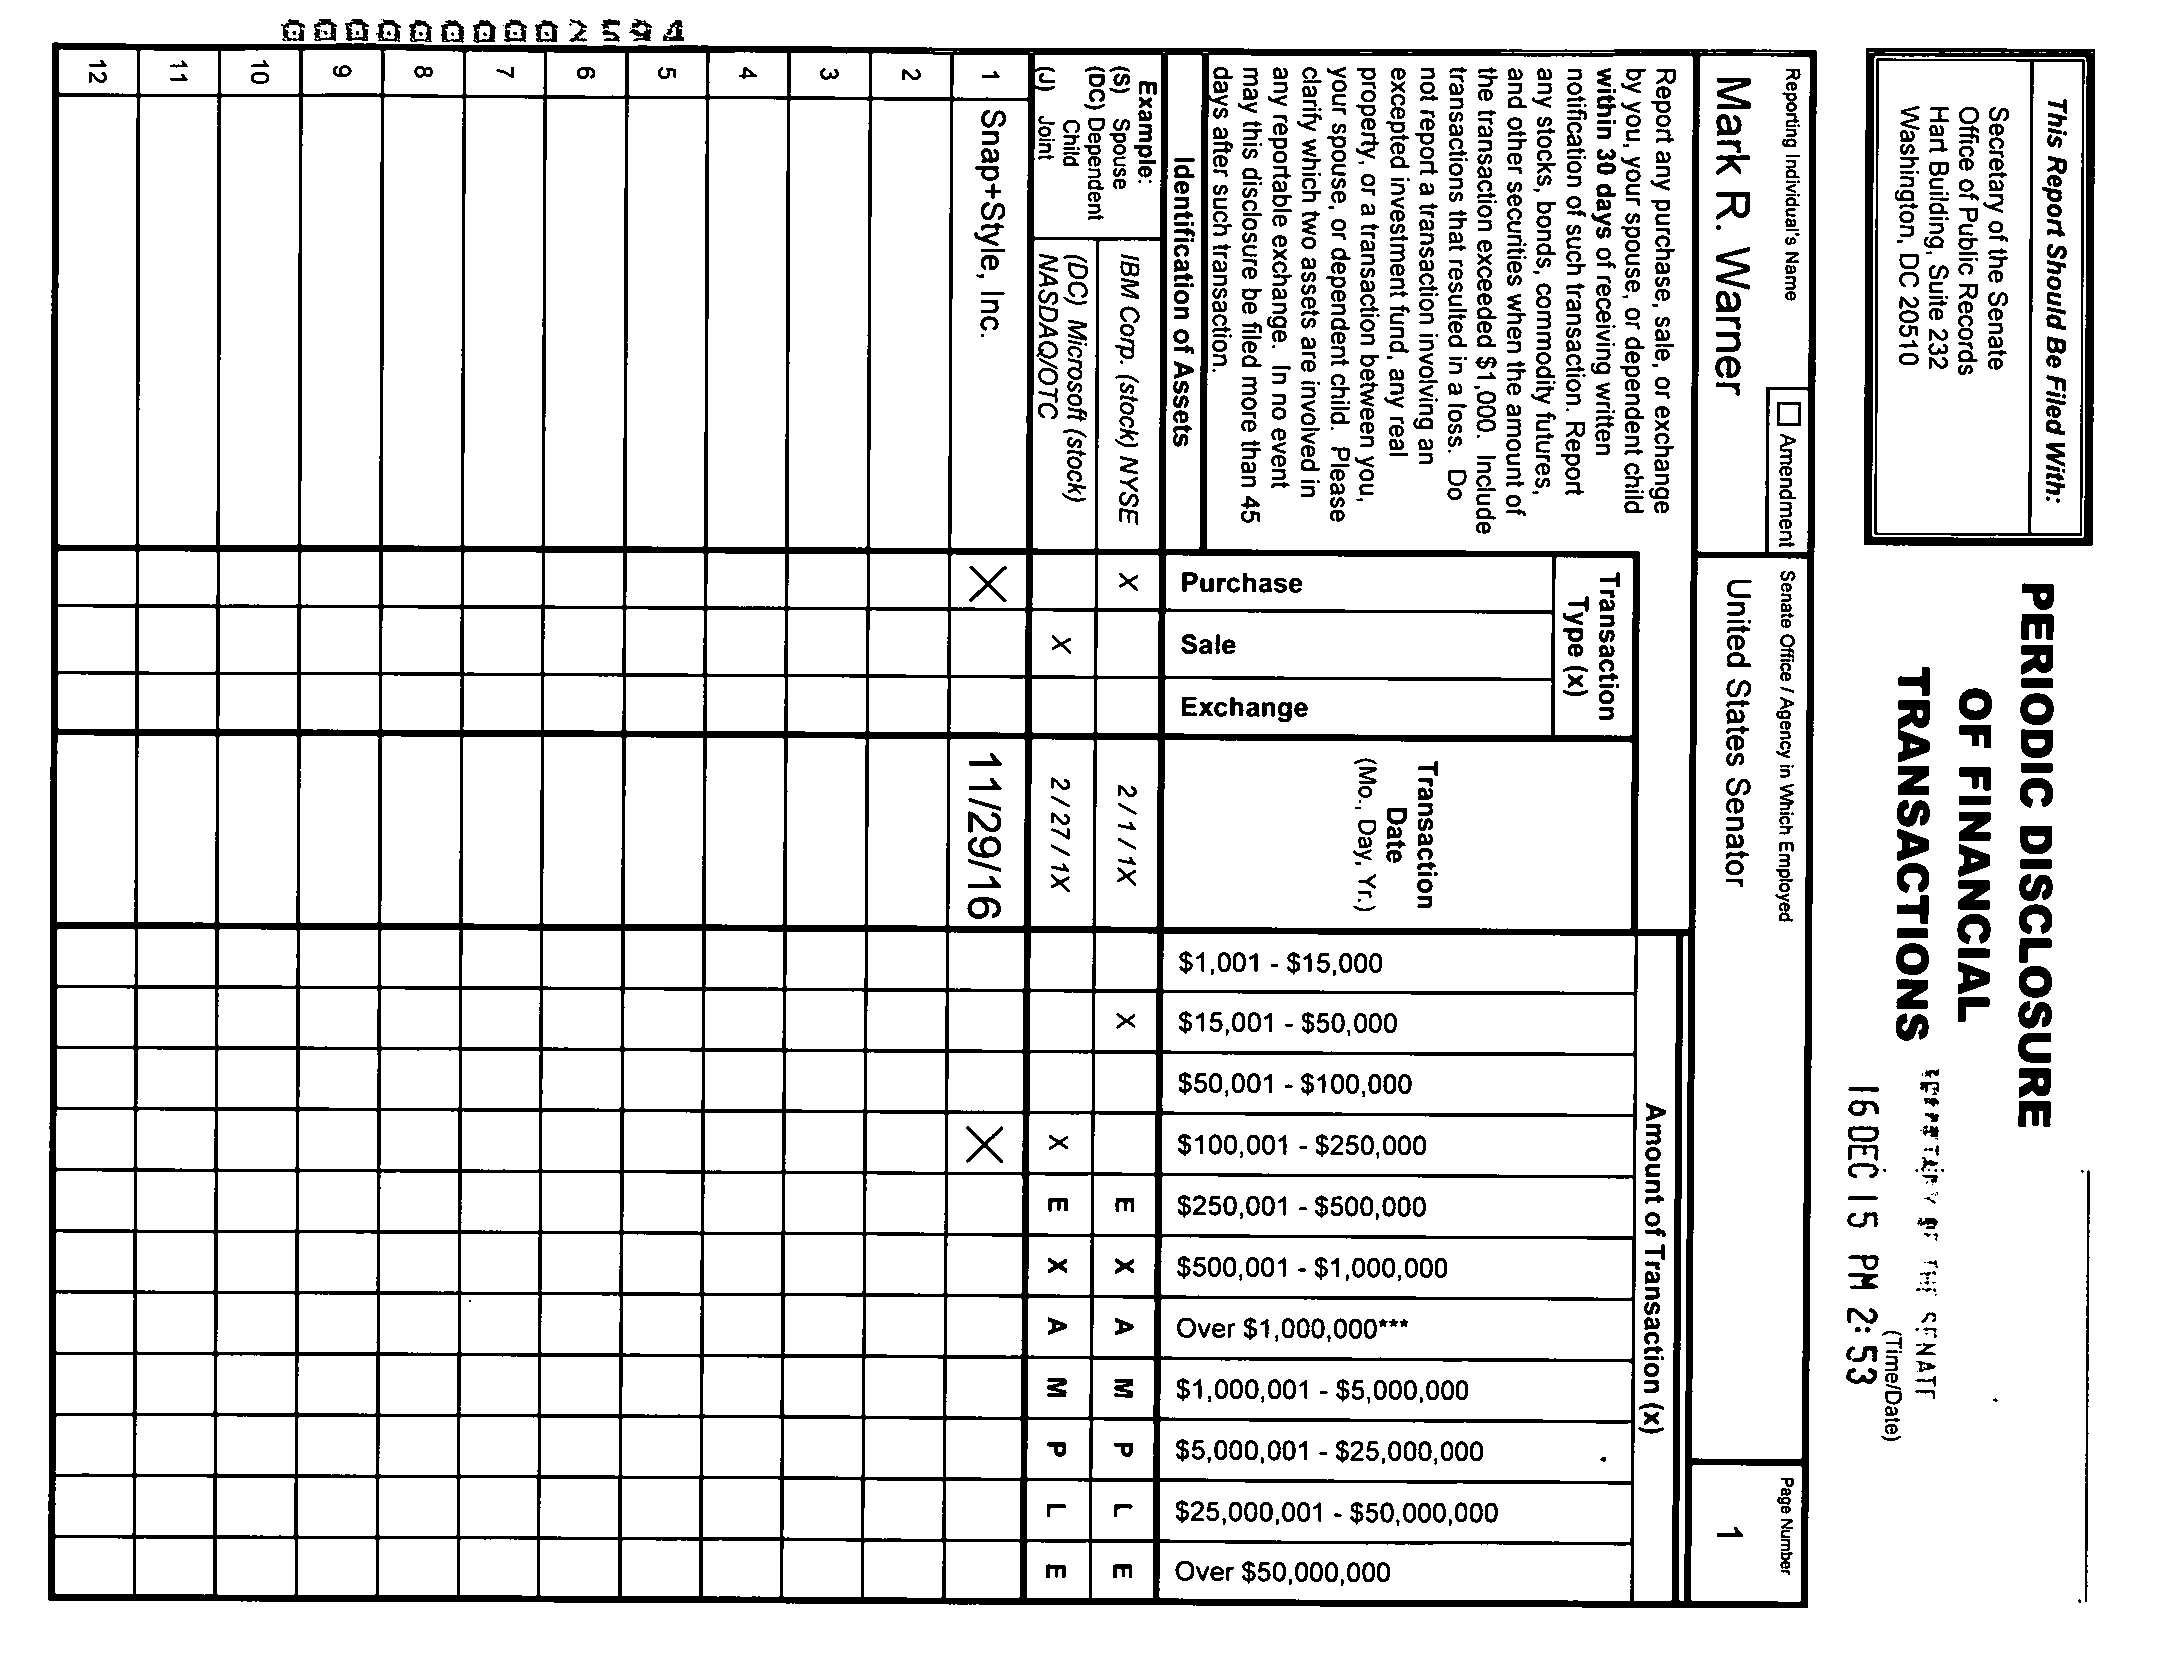 This Report Should Be Filed With:
Secretary of the Senate
Office of Public Records
Hart Building, Suite 232
Washington, DC 20510
PERIODIC DISCLOSURE
OF FINANCIAL
TRANSACTIONS
OF THE SENATE
(Time/Date)
16 DEC 15 PM 2:53
Reporting Individual's Name
Amendment
Senate Office / Agency in Which Employed
Page Number
Mark R. Warner
United States Senator
1
Report any purchase, sale, or exchange
by you, your spouse, or dependent child
within 30 days of receiving written
notification of such transaction. Report
any stocks, bonds, commodity futures,
and other securities when the amount of
the transaction exceeded $1,000. Include
transactions that resulted in a loss. Do
not report a transaction involving an
excepted investment fund, any real
property, or a transaction between you,
your spouse, or dependent child. Please
clarify which two assets are involved in
any reportable exchange. In no event
may this disclosure be filed more than 45
days after such transaction.
Identification of Assets
Transaction
Type (x)
Purchase
Sale
Exchange
Transaction
Date
(Mo., Day, Yr.)
Amount of Transaction (x)
$1,001 - $15,000
$15,001 - $50,000
$50,001 - $100,000
$100,001 - $250,000
$250,001 - $500,000
$500,001 - $1,000,000
Over $1,000,000***
$1,000,001 - $5,000,000
$5,000,001 - $25,000,000
$25,000,001 - $50,000,000
Over $50,000,000
Example:
(S) Spouse
(DC) Dependent
Child
(J) Joint
IBM Corp. (stock) NYSE X 2 / 1 / 1X X E X A M P L E
(DC) Microsoft (stock)
NASDAQ/OTC X 2 / 27 / 1X X E X A M P L E
1 Snap+Style, Inc. X 11/29/16 X
2
3
4
5
6
7
8
9
10
11
12
0000000002594